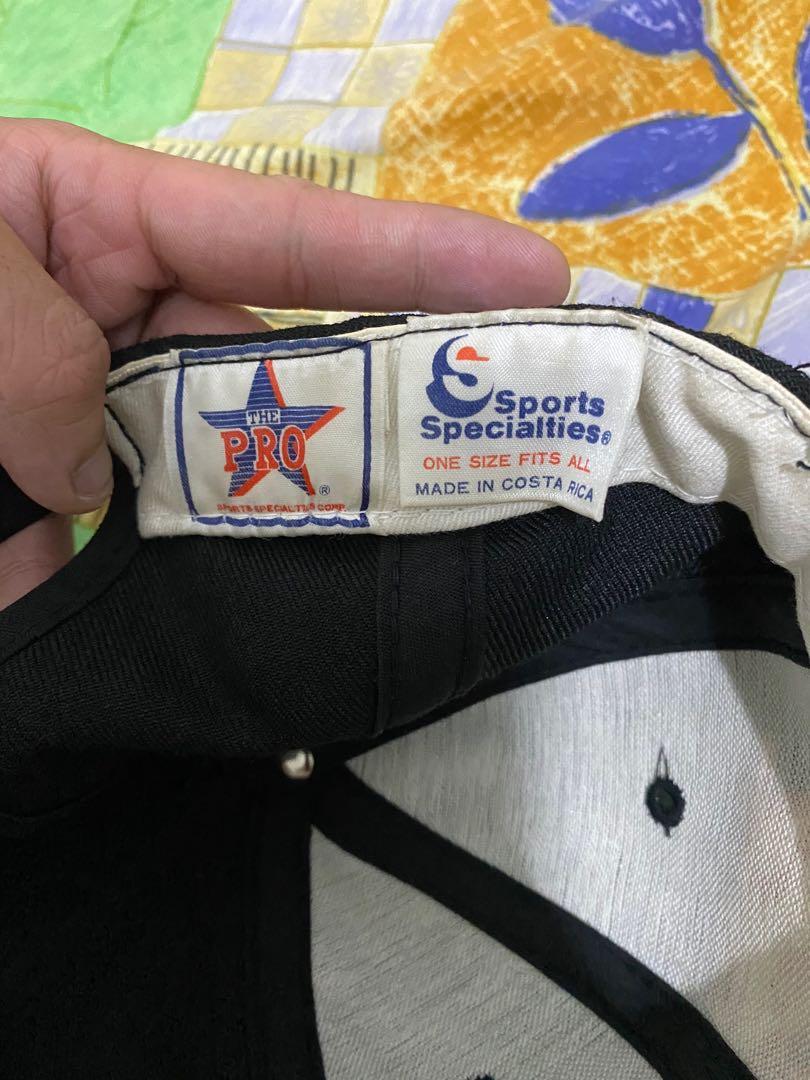 THE
PRO
®
SPORTS SPECIALTIES CORP.
Sports
Specialties®
ONE SIZE FITS ALL
MADE IN COSTA RICA